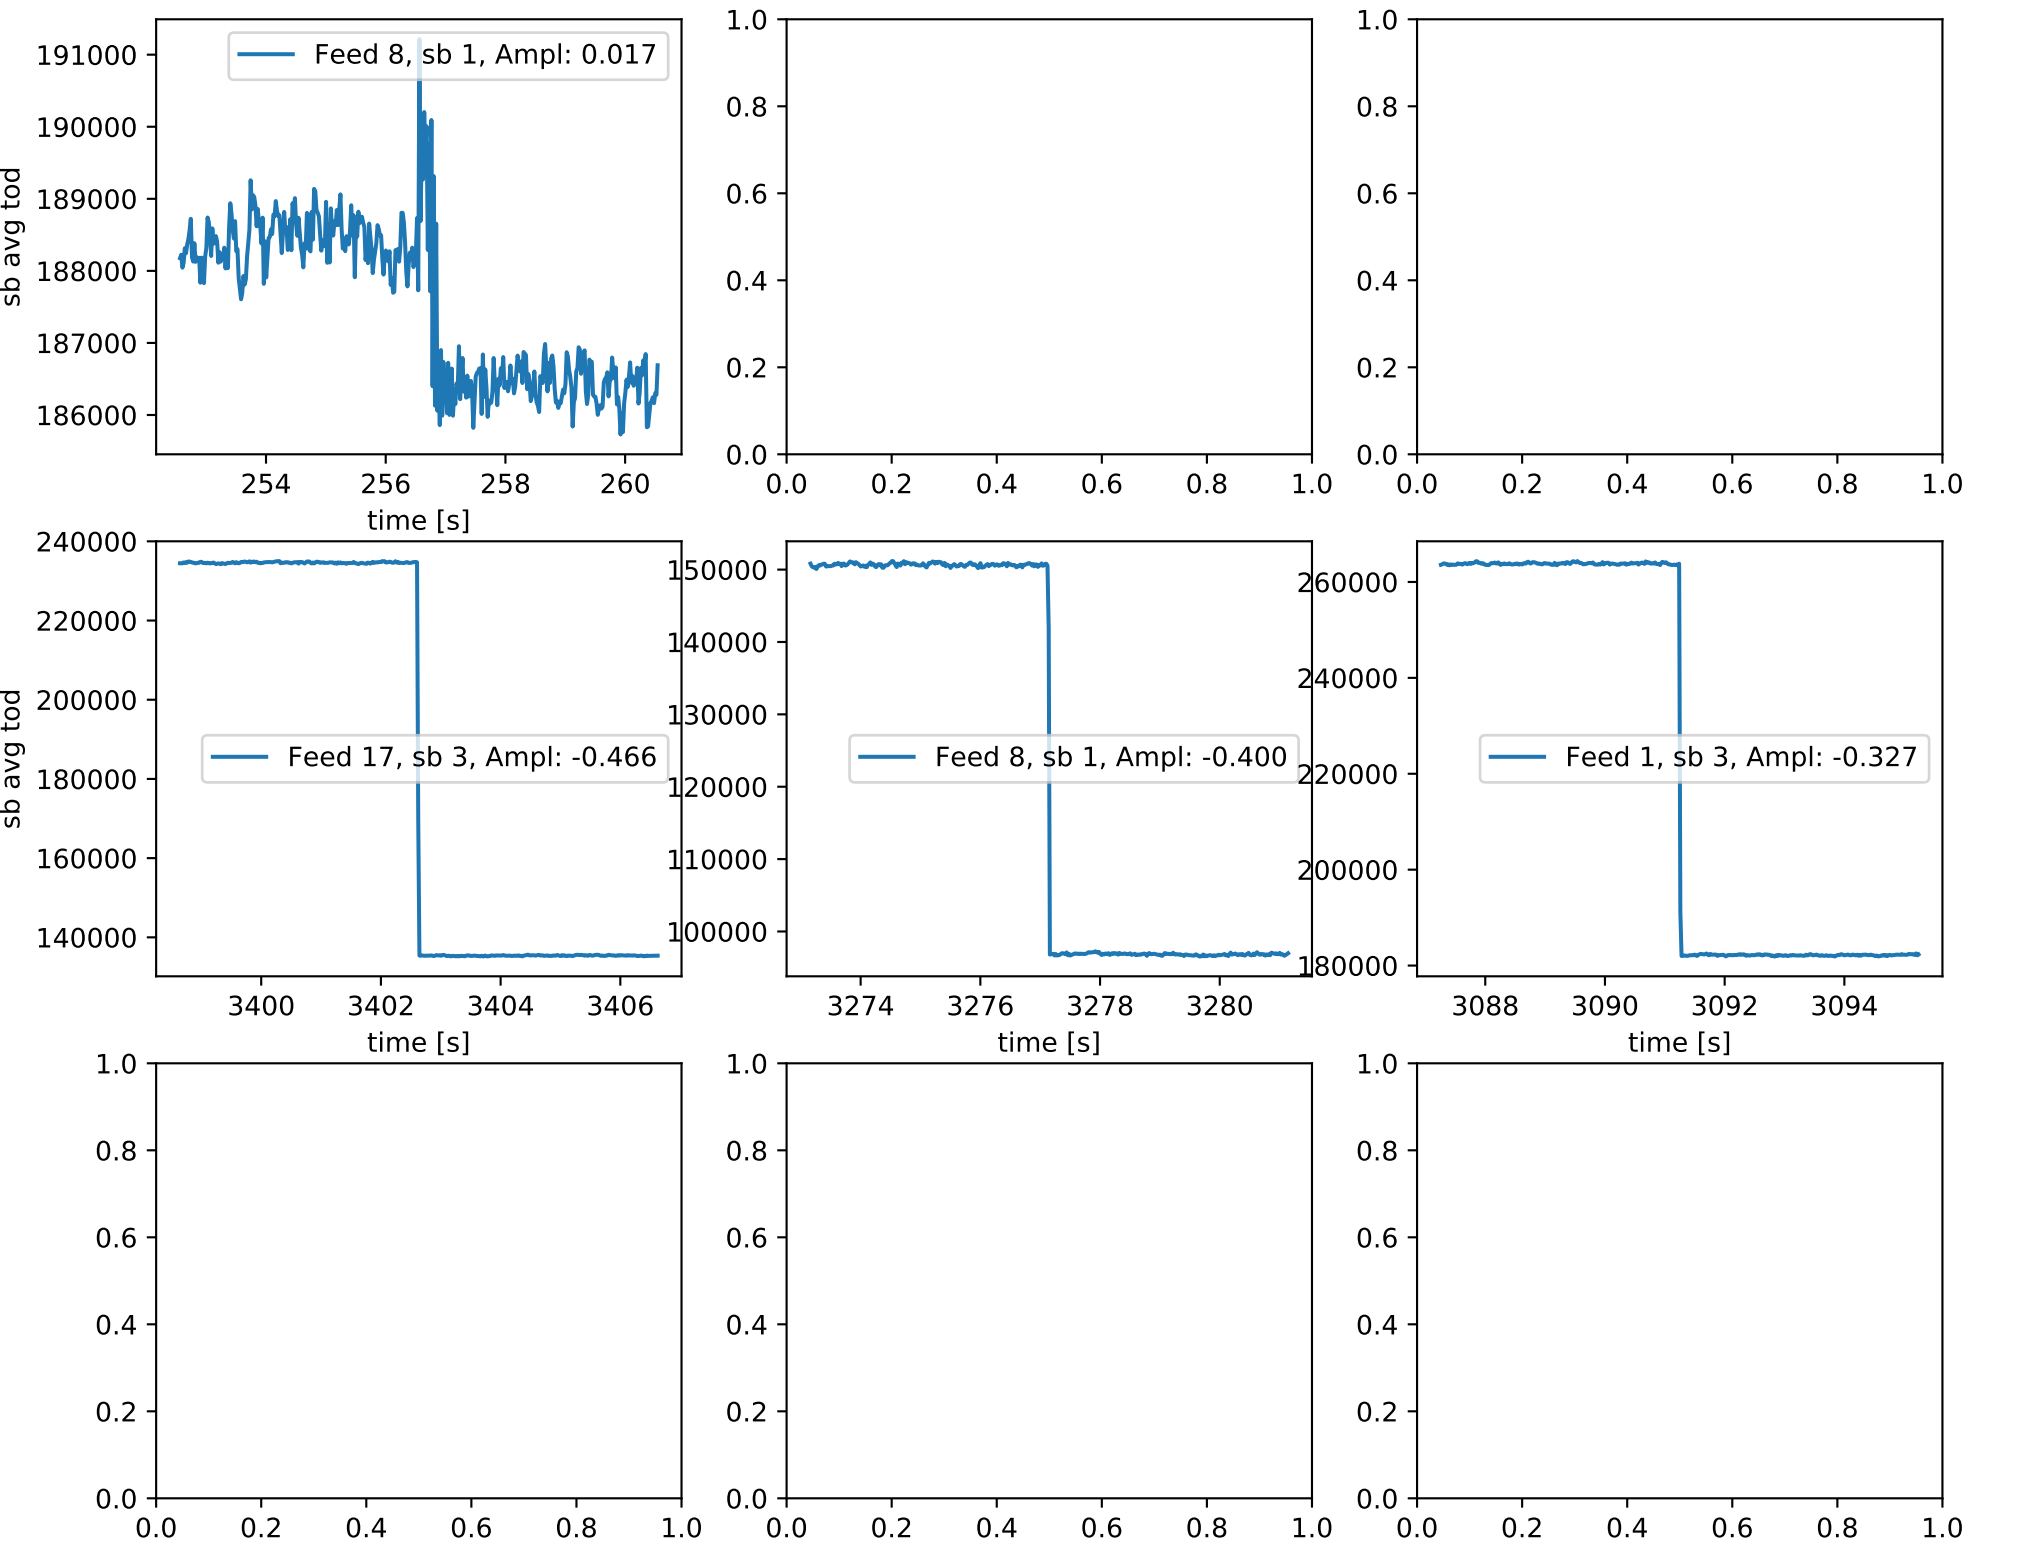 sb avg tod
191000
190000
189000
188000
187000
186000
Feed 8, sb 1, Ampl: 0.017
254 256 258 260
time [s]
1.0
0.8
0.6
0.4
0.2
0.0
0.0 0.2 0.4 0.6 0.8 1.0
1.0
0.8
0.6
0.4
0.2
0.0
0.0 0.2 0.4 0.6 0.8 1.0
sb avg tod
240000
220000
200000
180000
160000
140000
Feed 17, sb 3, Ampl: -0.466
3400 3402 3404 3406
time [s]
150000
140000
130000
120000
110000
100000
Feed 8, sb 1, Ampl: -0.400
3274 3276 3278 3280
time [s]
260000
240000
220000
200000
180000
Feed 1, sb 3, Ampl: -0.327
3088 3090 3092 3094
time [s]
1.0
0.8
0.6
0.4
0.2
0.0
0.0 0.2 0.4 0.6 0.8 1.0
1.0
0.8
0.6
0.4
0.2
0.0
0.0 0.2 0.4 0.6 0.8 1.0
1.0
0.8
0.6
0.4
0.2
0.0
0.0 0.2 0.4 0.6 0.8 1.0